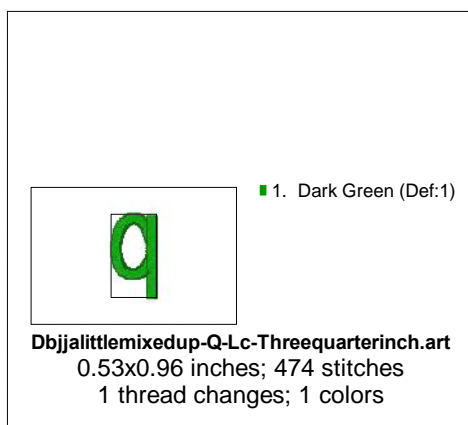 1. Dark Green (Def:1)
q
Dbjjalittlemixedup-Q-Lc-Threequarterinch.art
0.53x0.96 inches; 474 stitches
1 thread changes; 1 colors